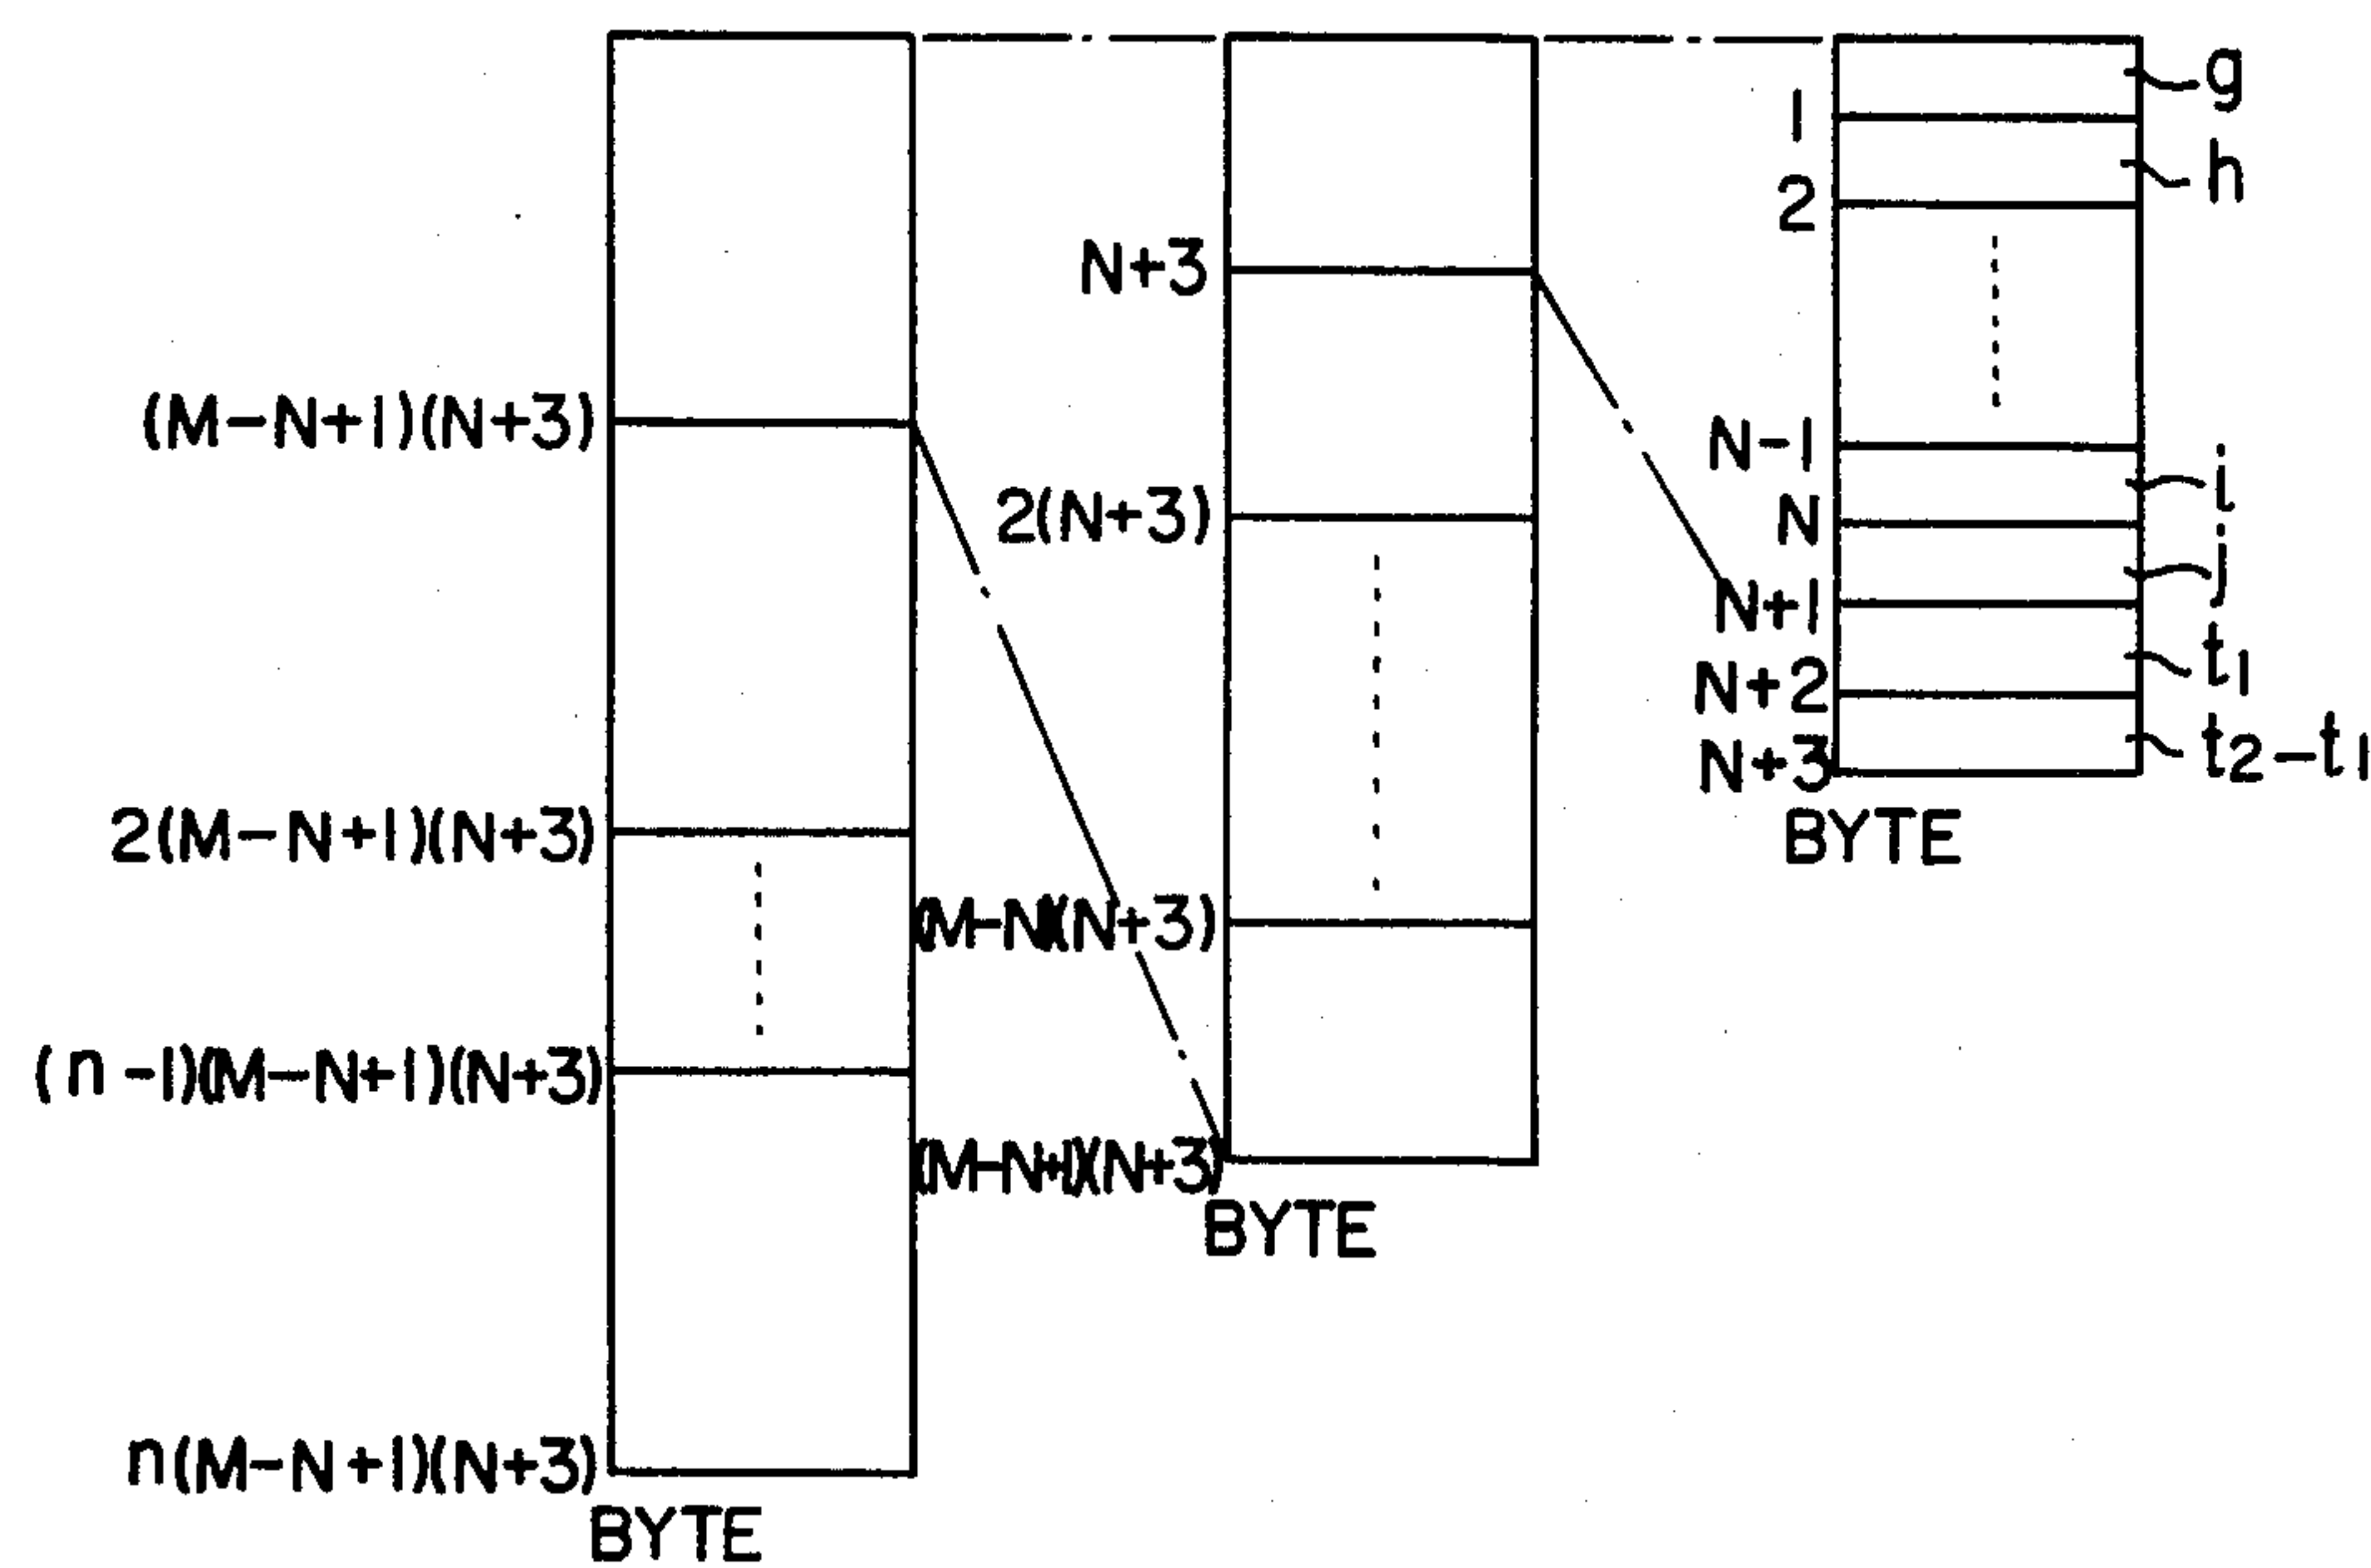 (M-N+1)(N+3)
2(M-N+1)(N+3)
(n-1)(M-N+1)(N+3)
n(M-N+1)(N+3)
BYTE
N+3
2(N+3)
(M-N)(N+3)
(M-N+1)(N+3)
BYTE
1
2
N-1
N
N+1
N+2
N+3
BYTE
g
h
i
j
t1
t2-t1